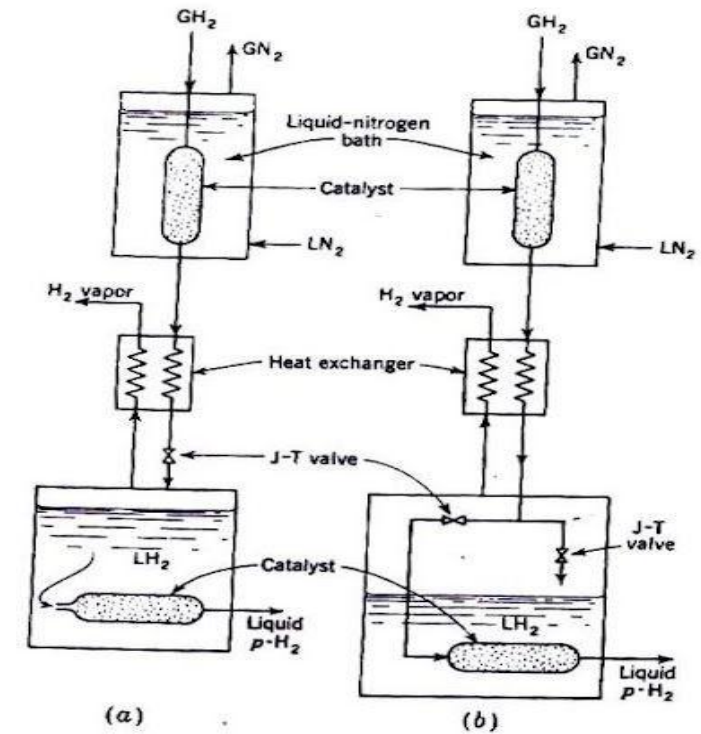 GH2
GN2
GH2
GN2
Liquid-nitrogen
bath
Catalyst
LN2
LN2
H2 vapor
H2 vapor
Heat exchanger
J-T valve
J-T
valve
LH2
Catalyst
LH2
Liquid
p-H2
Liquid
p-H2
(a)
(b)